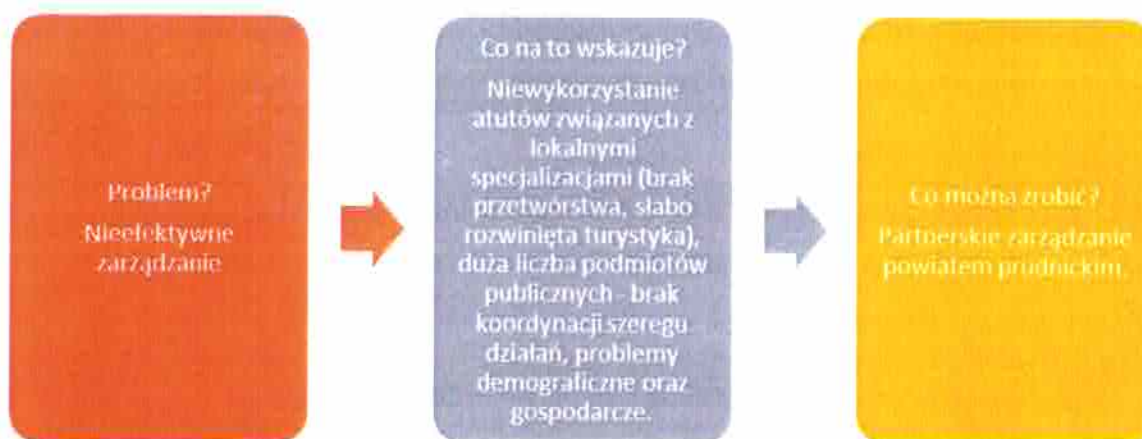 Problem?
Nieefektywne
zarządzanie
Co na to wskazuje?
Niewykorzystanie
atutów związanych z
lokalnymi
specjalizacjami (brak
przetwórstwa, słabo
rozwinięta turystyka),
duża liczba podmiotów
publicznych - brak
koordynacji szeregu
działań, problemy
demograficzne oraz
gospodarcze.
Co można zrobić?
Partnerskie zarządzanie
powiatem prudnickim.